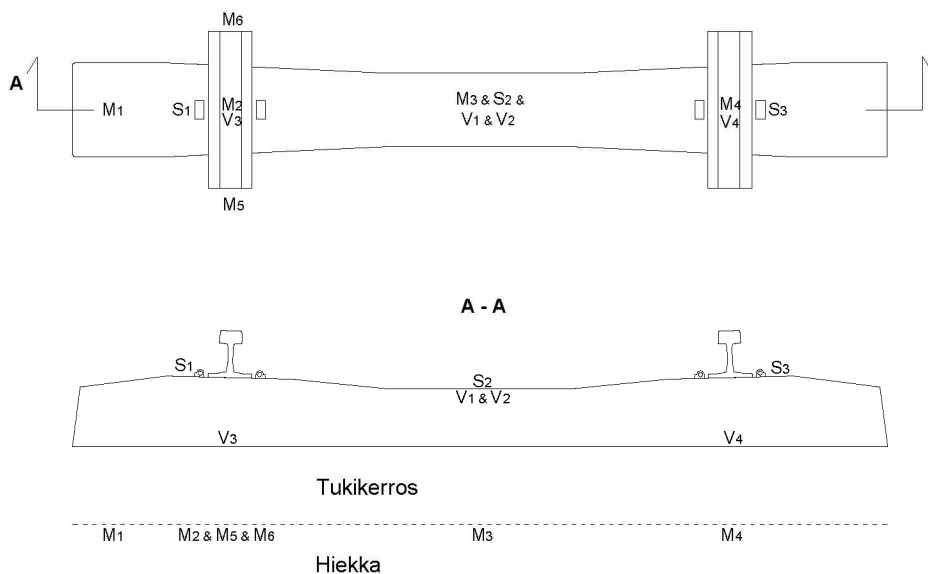 M6
A
M1 S1 M2 M3 & S2 & M4 S3
V3 V1 & V2 V4
M5
A - A
S1 S2 S3
V1 & V2
V3 V4
Tukikerros
M1 M2 & M5 & M6 M3 M4
Hiekka